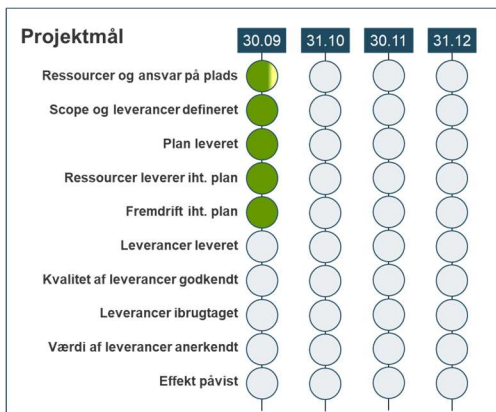 Projektmål
30.09 31.10 30.11 31.12
Ressourcer og ansvar på plads
Scope og leverancer defineret
Plan leveret
Ressourcer leverer iht. plan
Fremdrift iht. plan
Leverancer leveret
Kvalitet af leverancer godkendt
Leverancer ibrugtaget
Værdi af leverancer anerkendt
Effekt påvist